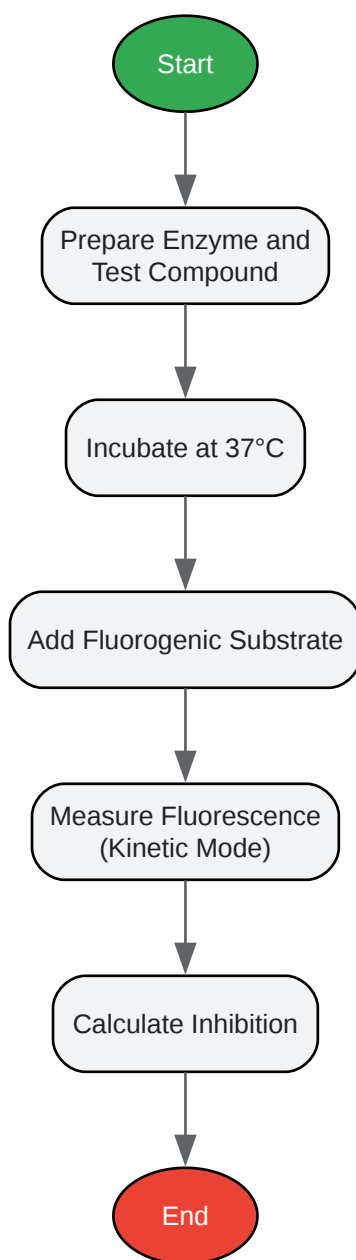 Start
Prepare Enzyme and
Test Compound
Incubate at 37°C
Add Fluorogenic Substrate
Measure Fluorescence
(Kinetic Mode)
Calculate Inhibition
End